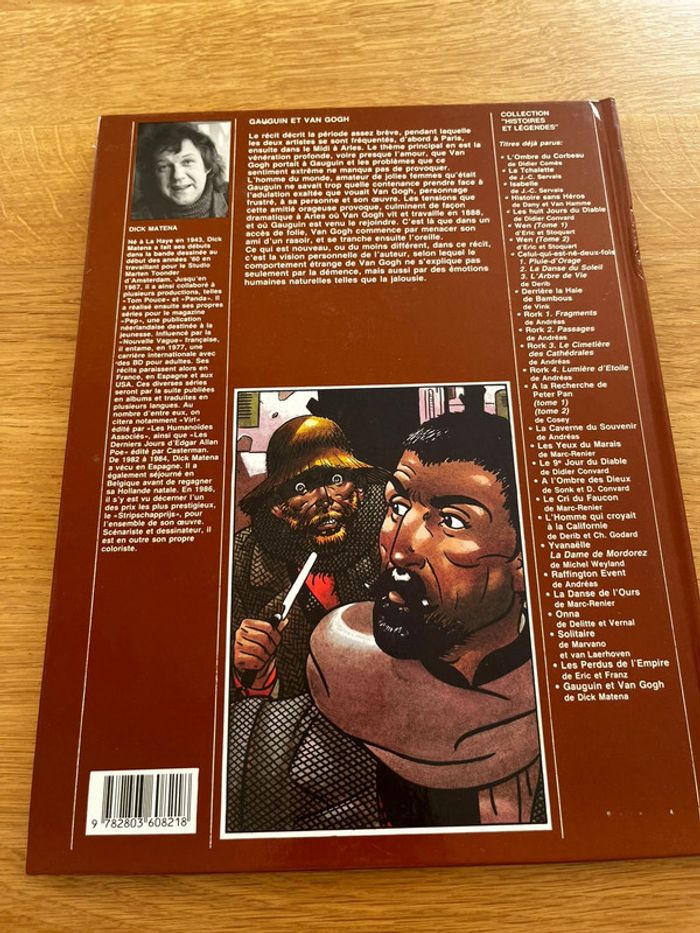 DICK MATENA
Né à La Haye en 1943, Dick
Matena a fait ses débuts
dans la bande dessinée au
début des années '60 en
travaillant pour le Studio
Marten Toonder
d'Amsterdam. Jusqu'en
1967, il a ainsi collaboré à
plusieurs productions, telles
«Tom Pouce» et «Panda». Il
a réalisé ensuite ses propres
séries pour le magazine
«Pep», une publication
néerlandaise destinée à la
jeunesse. Influencé par la
«Nouvelle Vague» française,
il entame, en 1977, une
carrière internationale avec
des BD pour adultes. Ses
récits paraissent alors en
France, en Espagne et aux
USA. Ces diverses séries
seront par la suite publiées
en albums et traduites en
plusieurs langues. Au
nombre d'entre eux, on
citera notamment «Virl»
édité par «Les Humanoïdes
Associés», ainsi que «Les
Derniers Jours d'Edgar Allan
Poe» édité par Casterman.
De 1982 à 1984, Dick Matena
a vécu en Espagne. Il a
également séjourné en
Belgique avant de regagner
sa Hollande natale. En 1986,
il s'y est vu décerner l'un
des prix les plus prestigieux,
le «Stripschapprijs», pour
l'ensemble de son œuvre.
Scénariste et dessinateur, il
est en outre son propre
coloriste.
GAUGUIN ET VAN GOGH
Le récit décrit la période assez brève, pendant laquelle
les deux artistes se sont fréquentés, d'abord à Paris,
ensuite dans le Midi à Arles. Le thème principal en est la
vénération profonde, voire presque l'amour, que Van
Gogh portait à Gauguin et les problèmes que ce
sentiment extrême ne manqua pas de provoquer.
L'homme du monde, amateur de jolies femmes qu'était
Gauguin ne savait trop quelle contenance prendre face à
l'adulation exaltée que vouait Van Gogh, personnage
frustré, à sa personne et son œuvre. Les tensions que
cette amitié orageuse provoque, culminent de façon
dramatique à Arles où Van Gogh vit et travaille en 1888,
et où Gauguin est venu le rejoindre. C'est là que dans un
accès de folie, Van Gogh commence par menacer son
ami d'un rasoir, et se tranche ensuite l'oreille.
Ce qui est nouveau, ou du moins différent, dans ce récit,
c'est la vision personnelle de l'auteur, selon lequel le
comportement étrange de Van Gogh ne s'explique pas
seulement par la démence, mais aussi par des émotions
humaines naturelles telles que la jalousie.
COLLECTION
"HISTOIRES
ET LÉGENDES"
Titres déjà parus:
• L'Ombre du Corbeau
de Didier Comès
• La Tchalette
de J.-C. Servais
• Isabelle
de J.-C. Servais
• Histoire sans Héros
de Dany et Van Hamme
• Les huit Jours du Diable
de Didier Convard
• Wen (Tome 1)
d'Eric et Stoquart
• Wen (Tome 2)
d'Eric et Stoquart
• Celui-qui-est-né-deux-fois
1. Pluie-d'Orage
2. La Danse du Soleil
3. L'Arbre de Vie
de Derib
• Derrière la Haie
de Bambous
de Vink
• Rork 1. Fragments
de Andréas
• Rork 2. Passages
de Andréas
• Rork 3. Le Cimetière
des Cathédrales
de Andréas
• Rork 4. Lumière d'Etoile
de Andréas
• A la Recherche de
Peter Pan
(tome 1)
(tome 2)
de Cosey
• La Caverne du Souvenir
de Andréas
• Les Yeux du Marais
de Marc-Renier
• Le 9e Jour du Diable
de Didier Convard
• A l'Ombre des Dieux
de Sonk et D. Convard
• Le Cri du Faucon
de Marc-Renier
• L'Homme qui croyait
à la Californie
de Derib et Ch. Godard
• Yvanaëlle
La Dame de Mordorez
de Michel Weyland
• Raffington Event
de Andréas
• La Danse de l'Ours
de Marc-Renier
• Onna
de Delitte et Vernal
• Solitaire
de Marvano
et van Laerhoven
• Les Perdus de l'Empire
de Eric et Franz
• Gauguin et Van Gogh
de Dick Matena
9 782803 608218